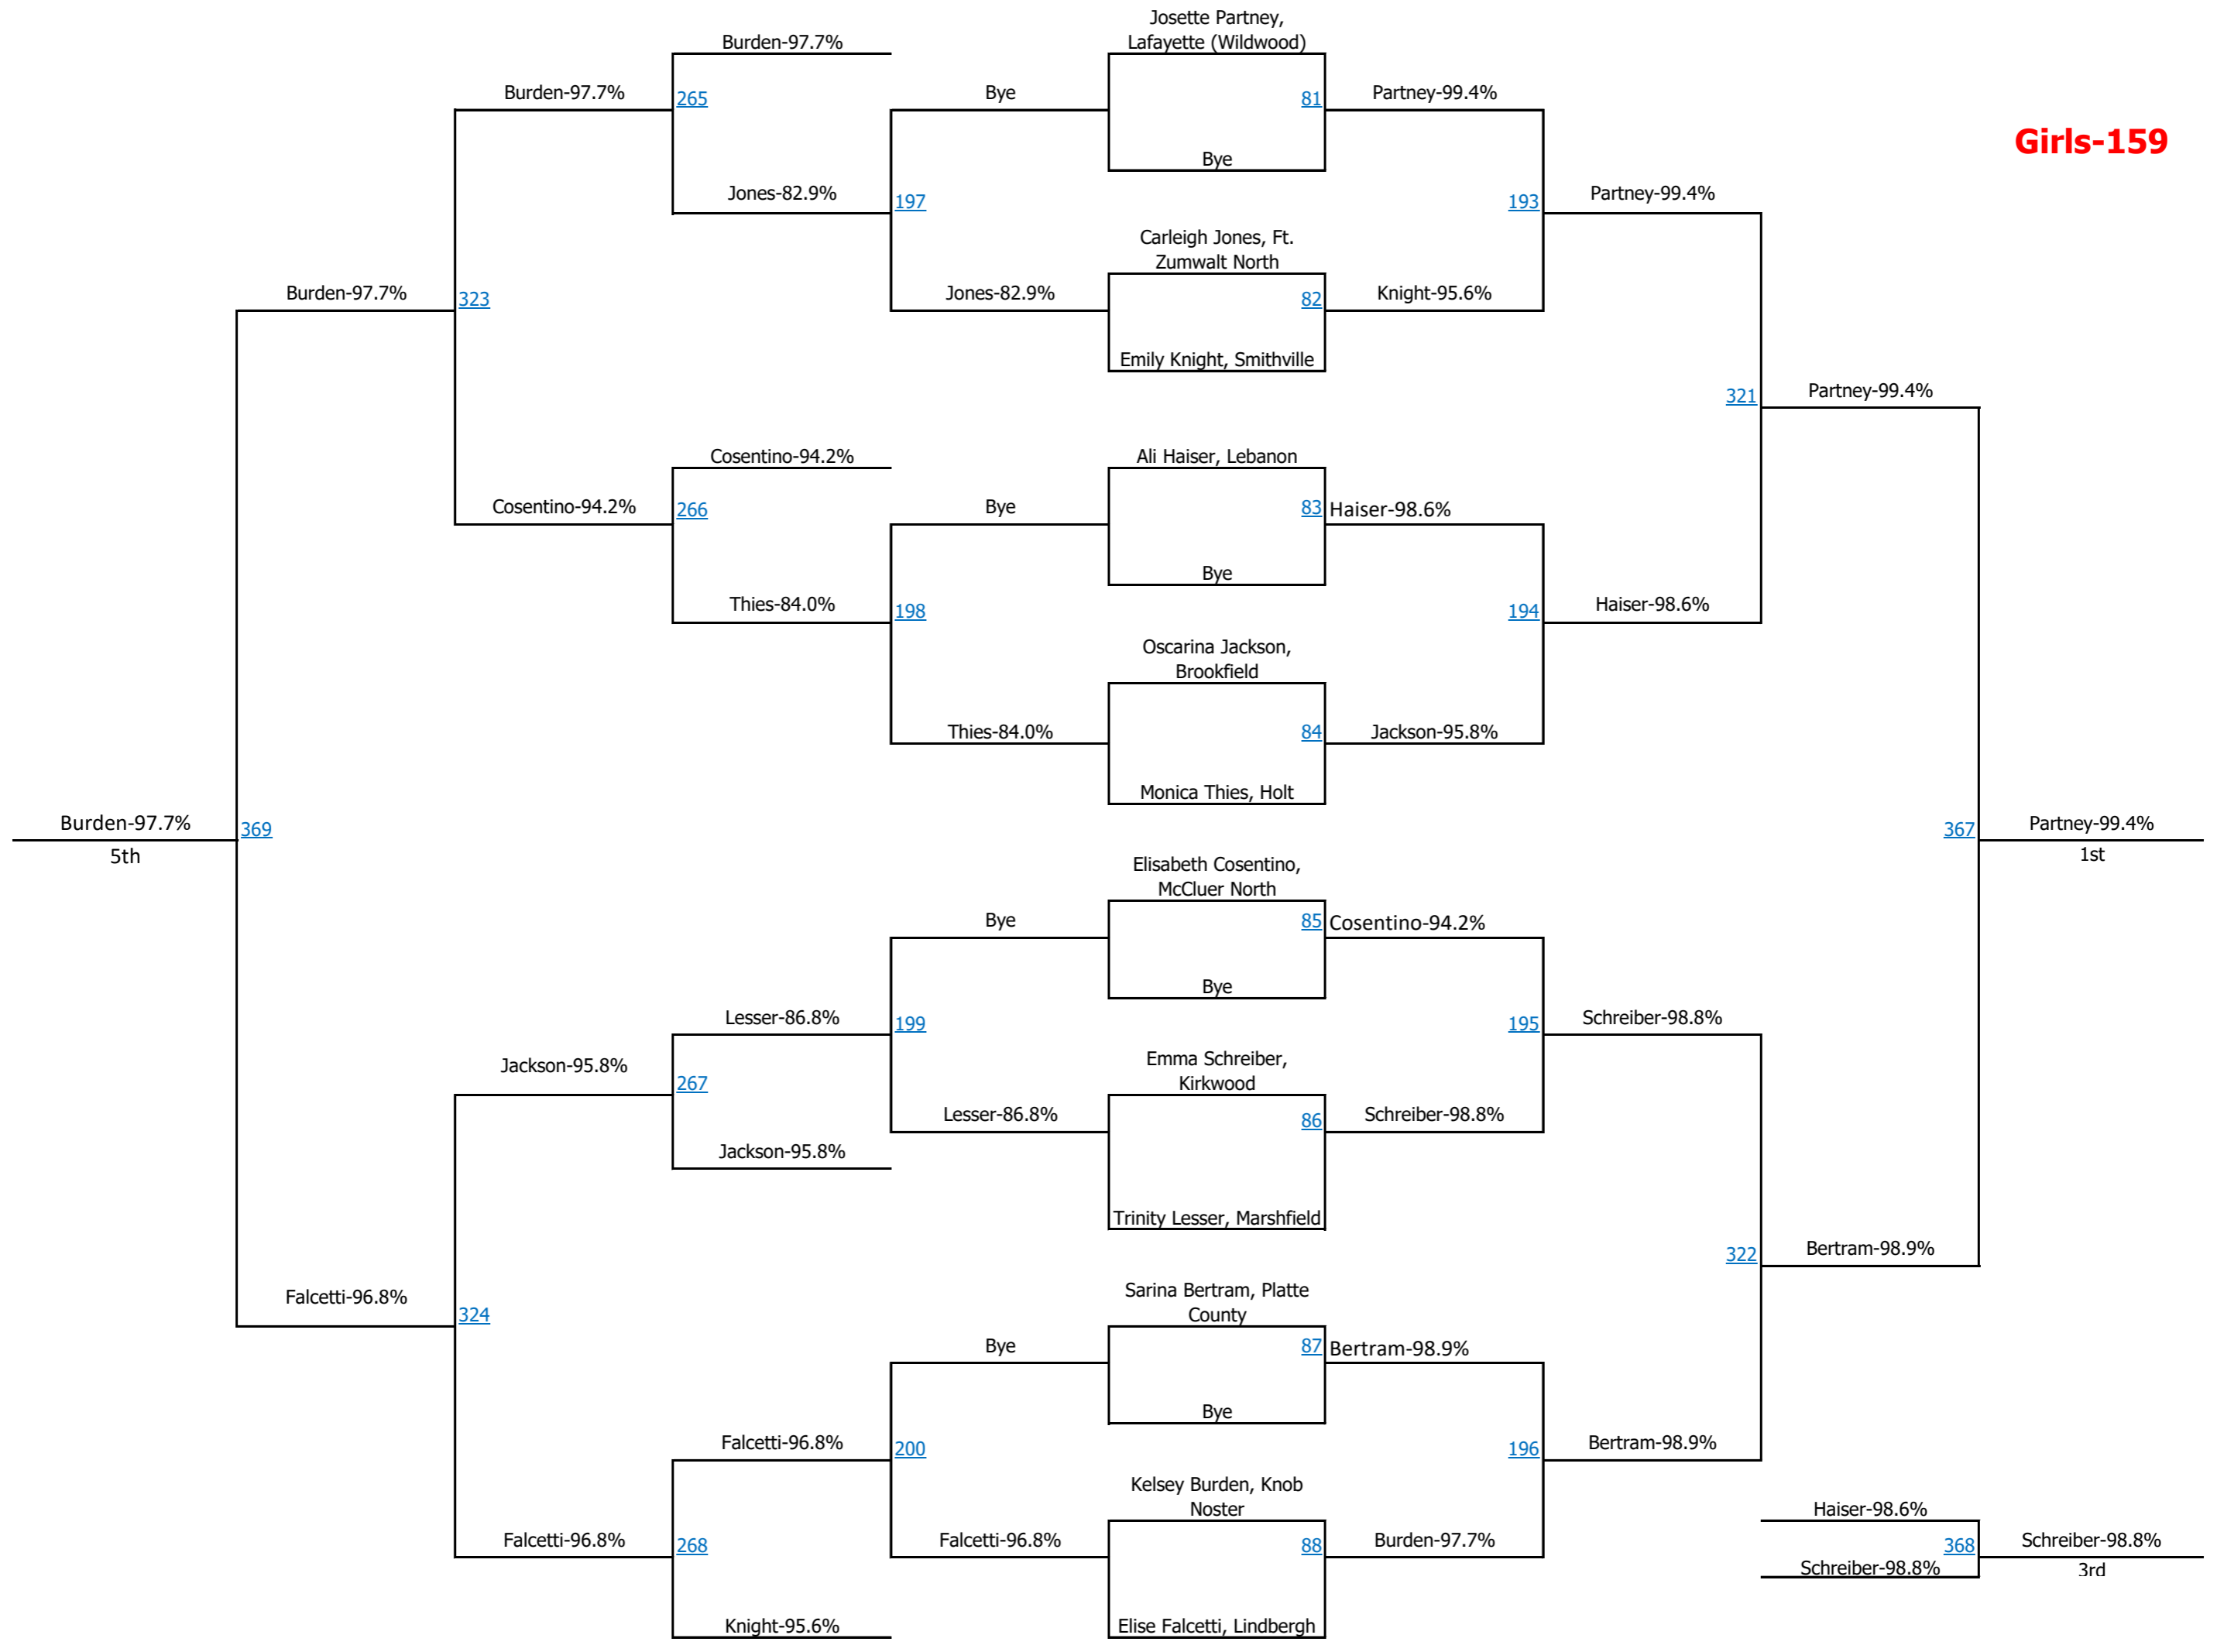 Josette Partney,
Lafayette (Wildwood)
Burden-97.7%
Burden-97.7%
265
Bye
81
Partney-99.4%
Girls-159
Bye
Jones-82.9%
197
193
Partney-99.4%
Carleigh Jones, Ft.
Zumwalt North
Burden-97.7%
323
Jones-82.9%
82
Knight-95.6%
Emily Knight, Smithville
321
Partney-99.4%
Cosentino-94.2%
Ali Haiser, Lebanon
Cosentino-94.2%
266
Bye
83
Haiser-98.6%
Bye
Thies-84.0%
198
194
Haiser-98.6%
Oscarina Jackson,
Brookfield
Thies-84.0%
84
Jackson-95.8%
Monica Thies, Holt
Burden-97.7%
369
367
Partney-99.4%
5th
1st
Elisabeth Cosentino,
McCluer North
Bye
85
Cosentino-94.2%
Bye
Lesser-86.8%
199
195
Schreiber-98.8%
Jackson-95.8%
267
Emma Schreiber,
Kirkwood
Lesser-86.8%
86
Schreiber-98.8%
Jackson-95.8%
Trinity Lesser, Marshfield
322
Bertram-98.9%
Falcetti-96.8%
324
Sarina Bertram, Platte
County
Bye
87
Bertram-98.9%
Bye
Falcetti-96.8%
200
196
Bertram-98.9%
Kelsey Burden, Knob
Noster
Haiser-98.6%
Falcetti-96.8%
268
Falcetti-96.8%
88
Burden-97.7%
368
Schreiber-98.8%
Schreiber-98.8%
3rd
Knight-95.6%
Elise Falcetti, Lindbergh